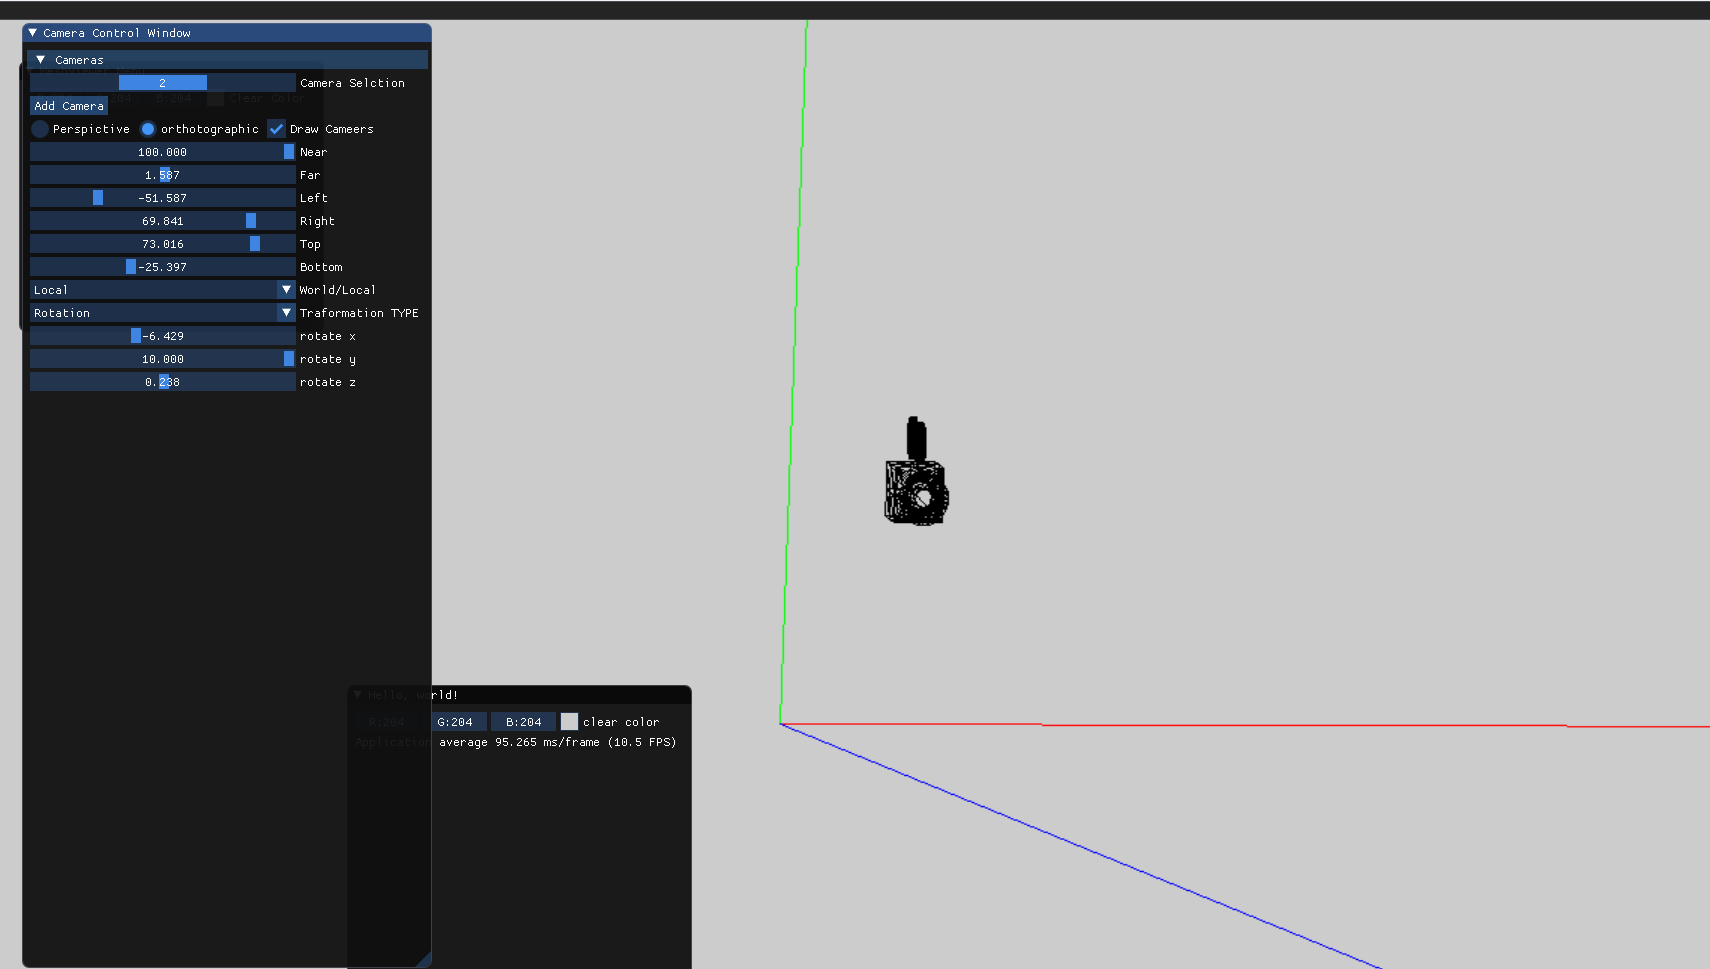 Camera Control Window
Cameras
2 Camera Selction
Clear Color
Add Camera
Perspictive orthotographic Draw Cameers
100.000 Near
1.587 Far
-51.587 Left
69.841 Right
73.016 Top
-25.397 Bottom
Local World/Local
Rotation Traformation TYPE
-6.429 rotate x
10.000 rotate y
0.238 rotate z
Hello, world!
R:204 G:204 B:204 clear color
Application average 95.265 ms/frame (10.5 FPS)